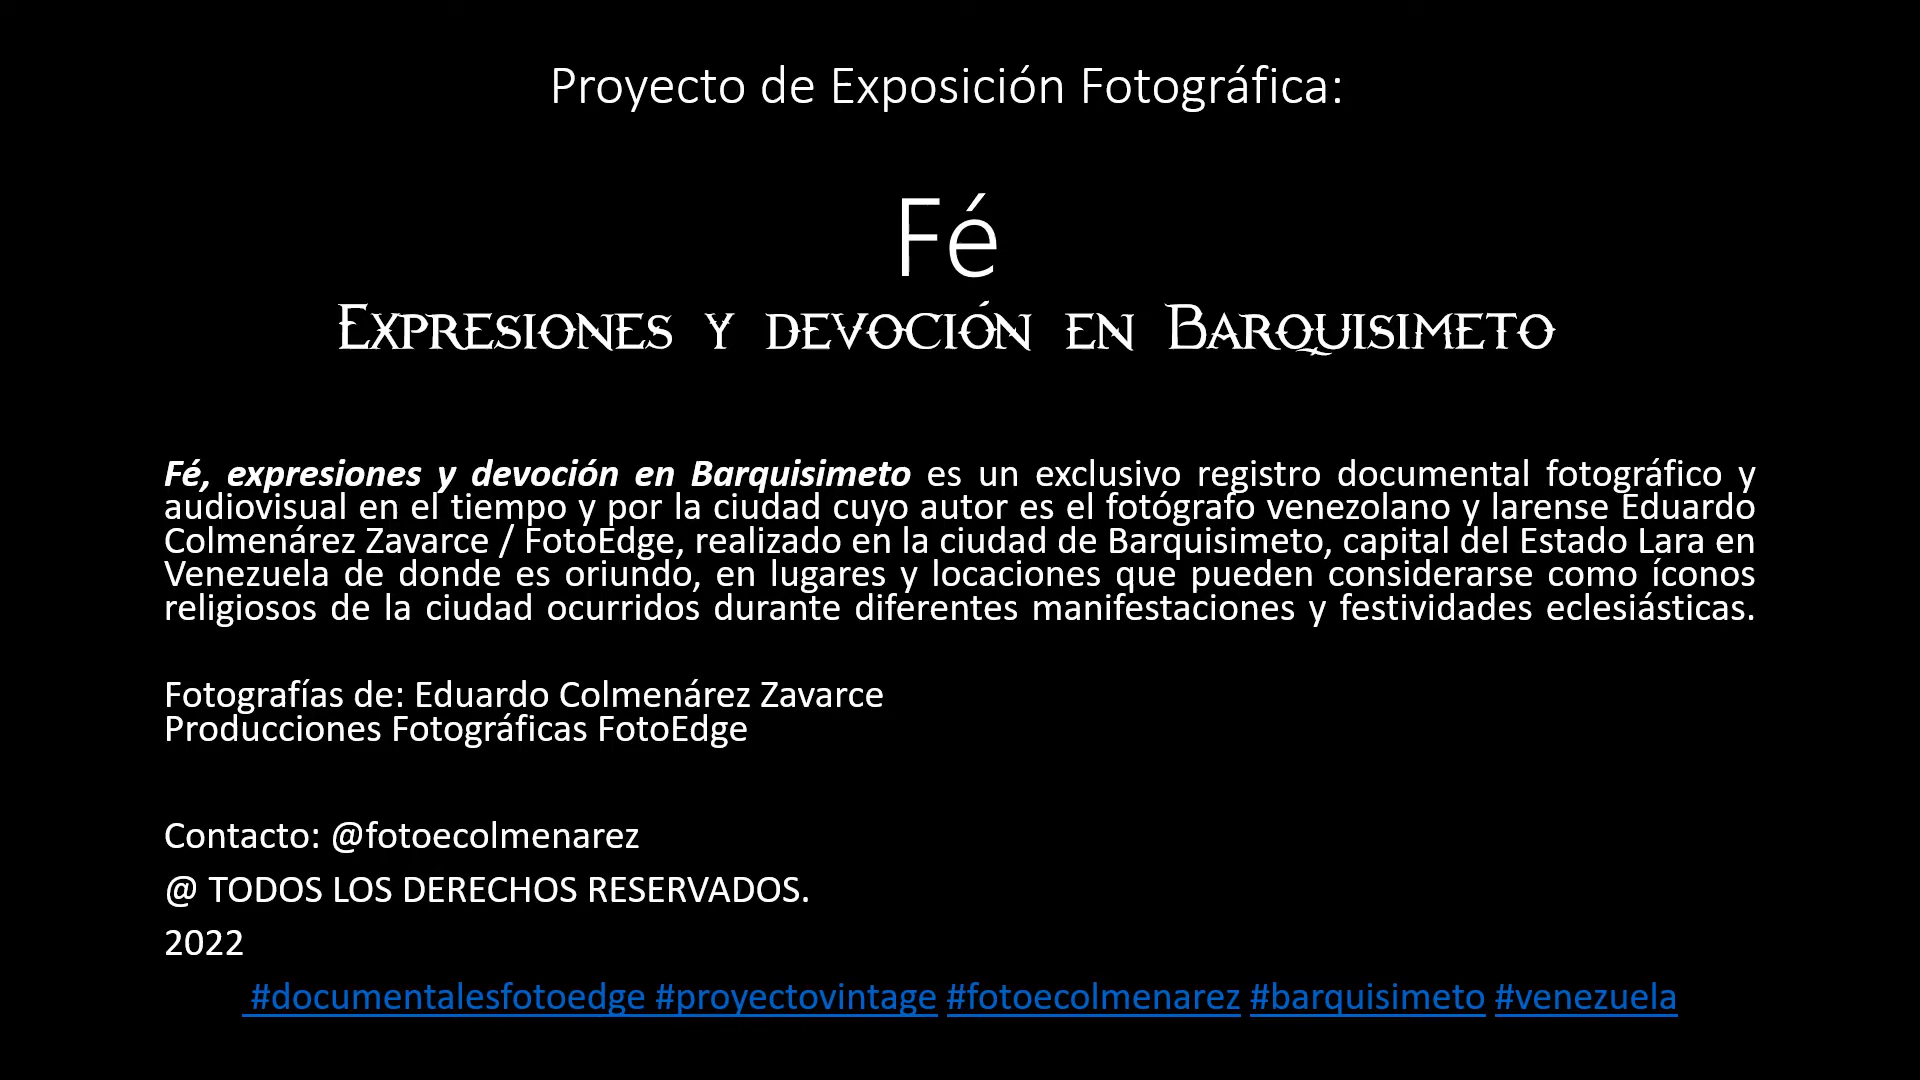 Proyecto de Exposición Fotográfica:
Fé
Expresiones y devoción en Barquisimeto
Fé, expresiones y devoción en Barquisimeto es un exclusivo registro documental fotográfico y
audiovisual en el tiempo y por la ciudad cuyo autor es el fotógrafo venezolano y larense Eduardo
Colmenárez Zavarce / FotoEdge, realizado en la ciudad de Barquisimeto, capital del Estado Lara en
Venezuela de donde es oriundo, en lugares y locaciones que pueden considerarse como íconos
religiosos de la ciudad ocurridos durante diferentes manifestaciones y festividades eclesiásticas.
Fotografías de: Eduardo Colmenárez Zavarce
Producciones Fotográficas FotoEdge
Contacto: @fotoecolmenarez
@ TODOS LOS DERECHOS RESERVADOS.
2022
#documentalesfotoedge #proyectovintage #fotoecolmenarez #barquisimeto #venezuela